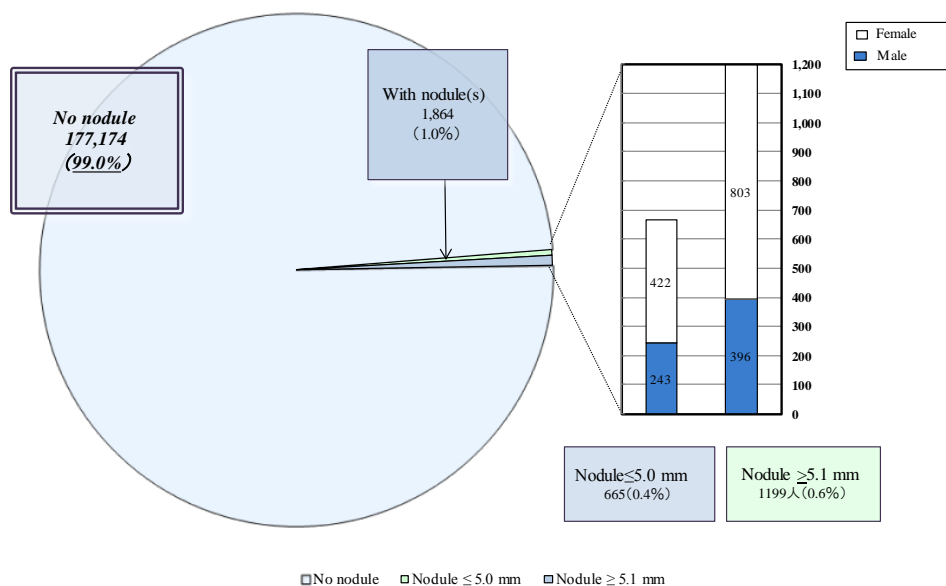 Female
Male
No nodule
177,174
(99.0%)
With nodule(s)
1,864
(1.0%)
1,200
1,100
1,000
900
800
700
600
500
400
300
200
100
0
803
422
396
243
Nodule≤5.0 mm
665(0.4%)
Nodule ≥5.1 mm
1199人(0.6%)
No nodule
Nodule ≤ 5.0 mm
Nodule ≥ 5.1 mm